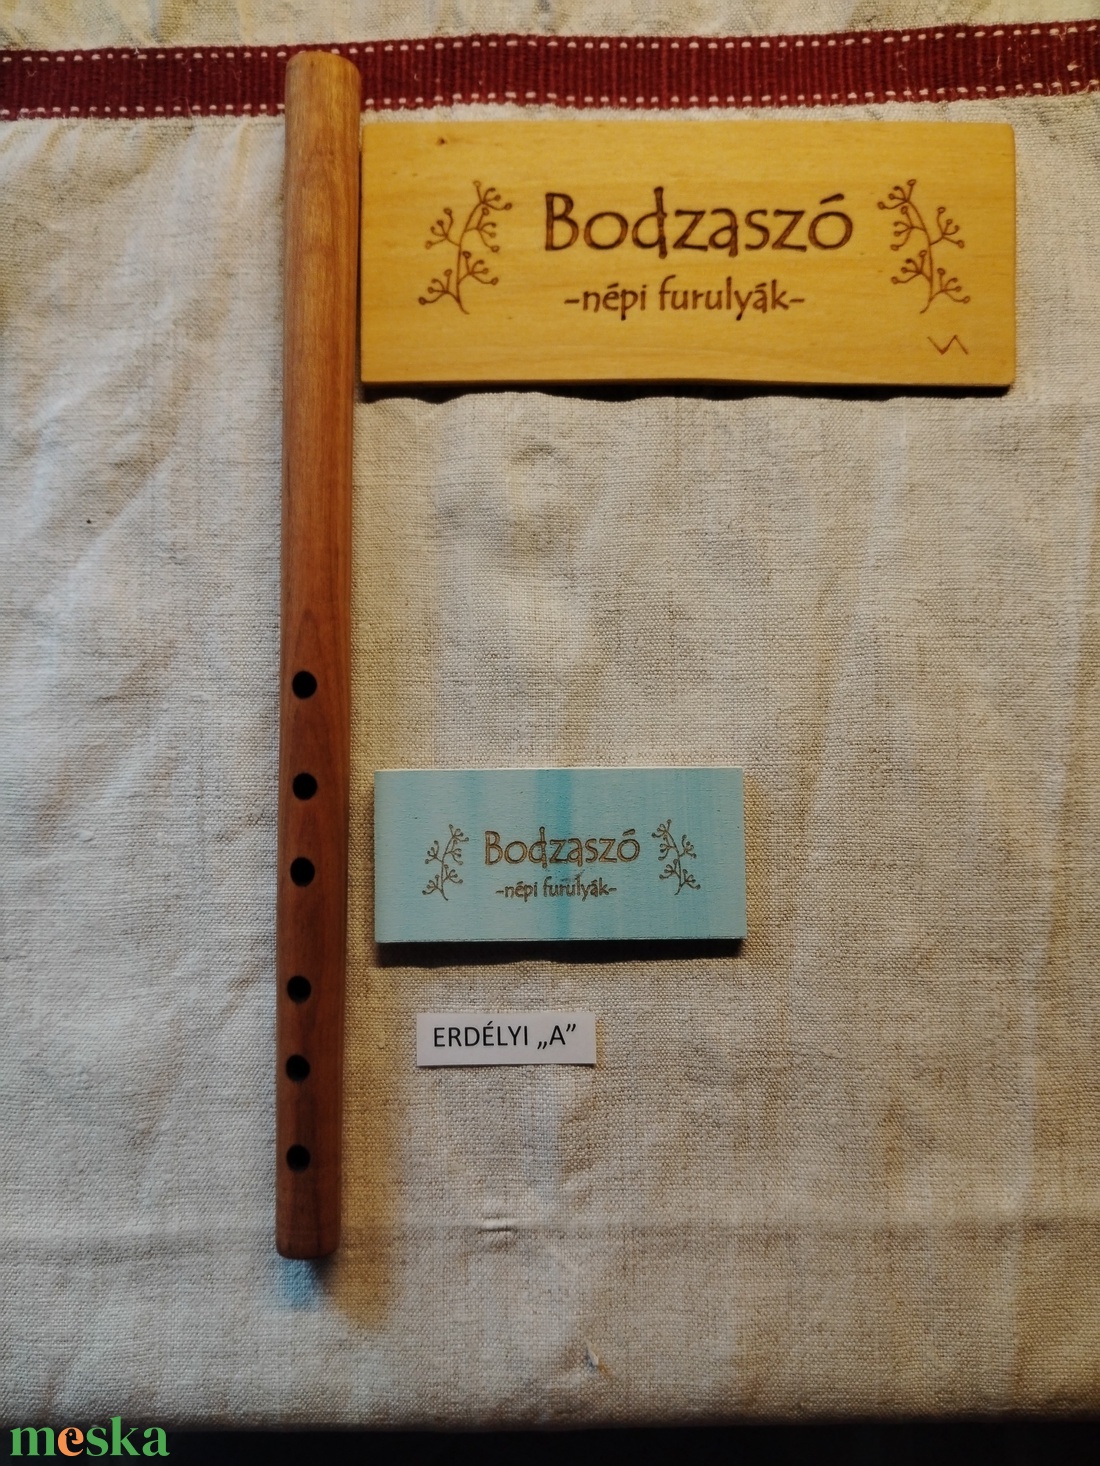 Bodzaszó
-népi furulyák-
Bodzaszó
-népi furulyák-
ERDÉLYI „A”
meska